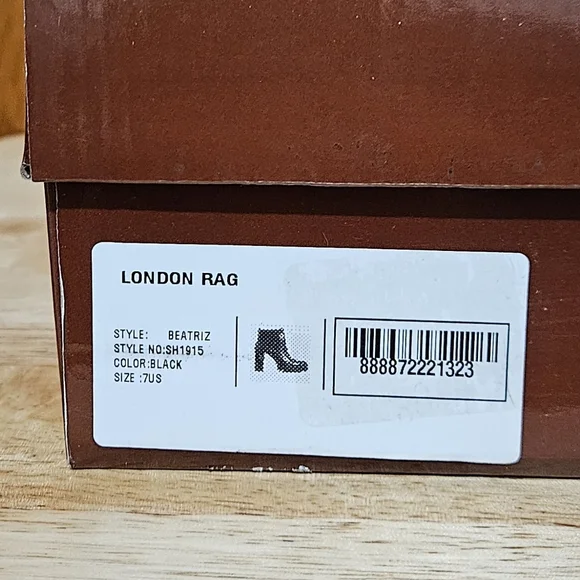 LONDON RAG
STYLE: BEATRIZ
STYLE NO:SH1915
COLOR:BLACK
SIZE :7US
888872221323